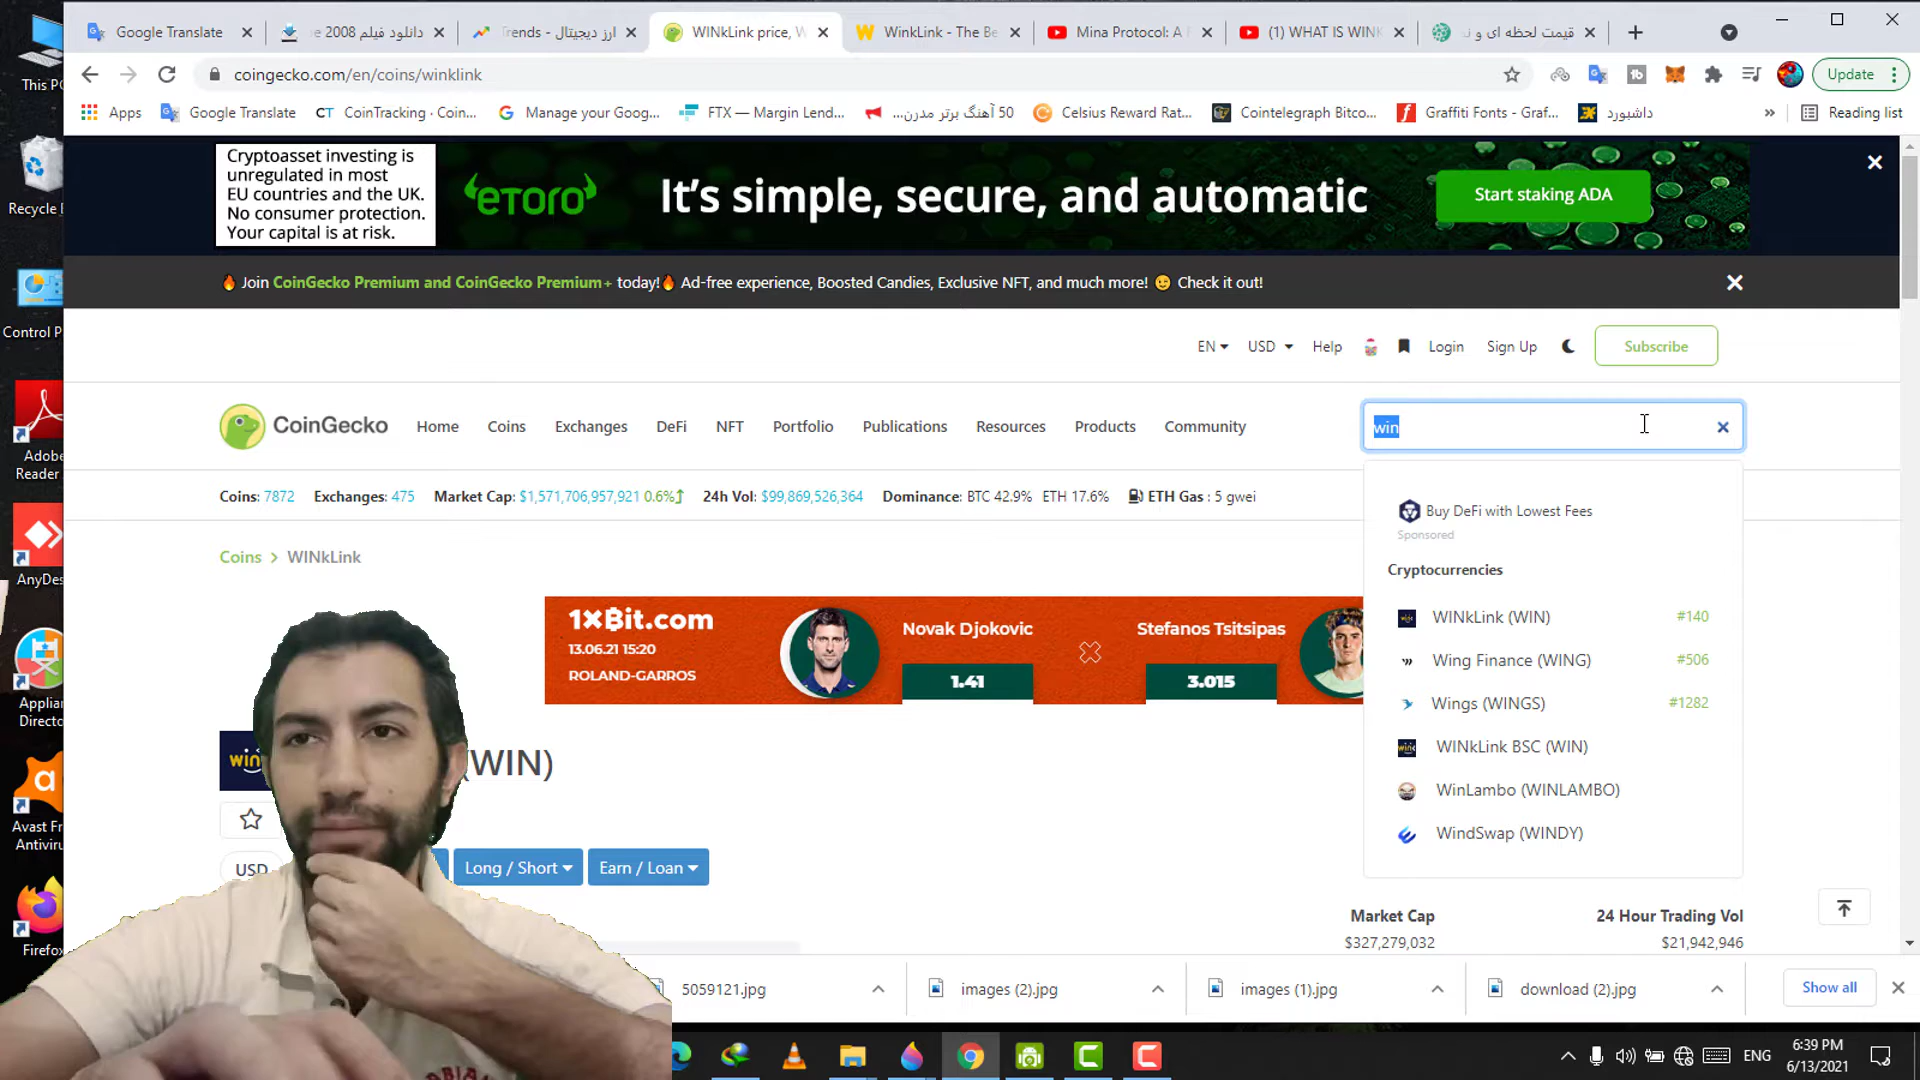 This PC
Recycle
Control P
Adobe
Reader
AnyDes
Applian
Directo
Avast Fr
Antiviru
Firefox
Google Translate
دانلود فیلم 2008 se
ارز دیجیتال - Trends
WINkLink price, W
WinkLink - The Be
Mina Protocol: A F
(1) WHAT IS WINK
قیمت لحظه ای و
coingecko.com/en/coins/winklink
Update
Apps
Google Translate
CT CoinTracking · Coin...
Manage your Goog...
FTX — Margin Lend...
50 آهنگ برتر مدرن...
Celsius Reward Rat...
Cointelegraph Bitco...
Graffiti Fonts - Graf...
داشبورد
»
Reading list
Cryptoasset investing is
unregulated in most
EU countries and the UK.
No consumer protection.
Your capital is at risk.
eTORO
It's simple, secure, and automatic
Start staking ADA
Join CoinGecko Premium and CoinGecko Premium+ today! Ad-free experience, Boosted Candies, Exclusive NFT, and much more! Check it out!
EN USD Help Login Sign Up Subscribe
CoinGecko Home Coins Exchanges DeFi NFT Portfolio Publications Resources Products Community
win
Coins: 7872 Exchanges: 475 Market Cap: $1,571,706,957,921 0.6% 24h Vol: $99,869,526,364 Dominance: BTC 42.9% ETH 17.6% ETH Gas : 5 gwei
Buy DeFi with Lowest Fees
Sponsored
Cryptocurrencies
WINkLink (WIN) #140
Wing Finance (WING) #506
Wings (WINGS) #1282
WINkLink BSC (WIN)
WinLambo (WINLAMBO)
WindSwap (WINDY)
Coins > WINkLink
1XBit.com
13.06.21 15:20
ROLAND-GARROS
Novak Djokovic
1.41
Stefanos Tsitsipas
3.015
(WIN)
USD
Long / Short
Earn / Loan
Market Cap
$327,279,032
24 Hour Trading Vol
$21,942,946
5059121.jpg
images (2).jpg
images (1).jpg
download (2).jpg
Show all
ENG
6:39 PM
6/13/2021